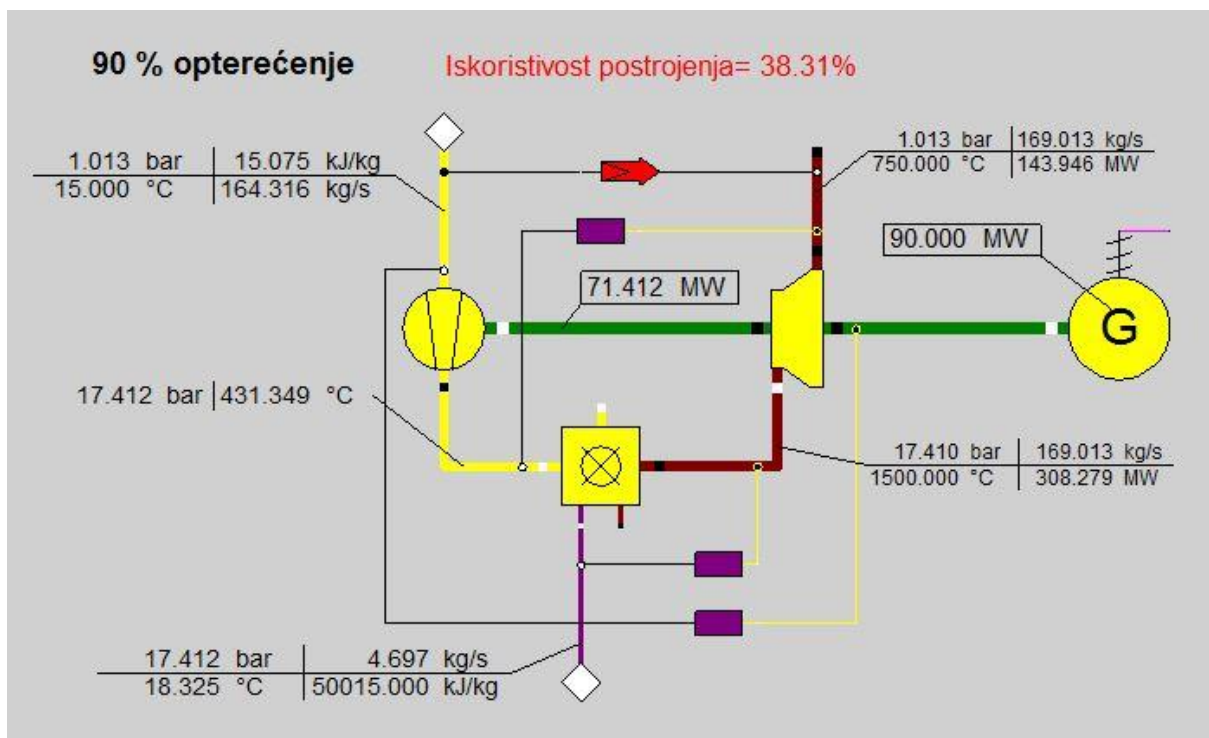 90 % opterećenje
Iskoristivost postrojenja= 38.31%
1.013 bar 15.075 kJ/kg
15.000 °C 164.316 kg/s
1.013 bar 169.013 kg/s
750.000 °C 143.946 MW
90.000 MW
71.412 MW
G
17.412 bar 431.349 °C
17.410 bar 169.013 kg/s
1500.000 °C 308.279 MW
17.412 bar 4.697 kg/s
18.325 °C 50015.000 kJ/kg